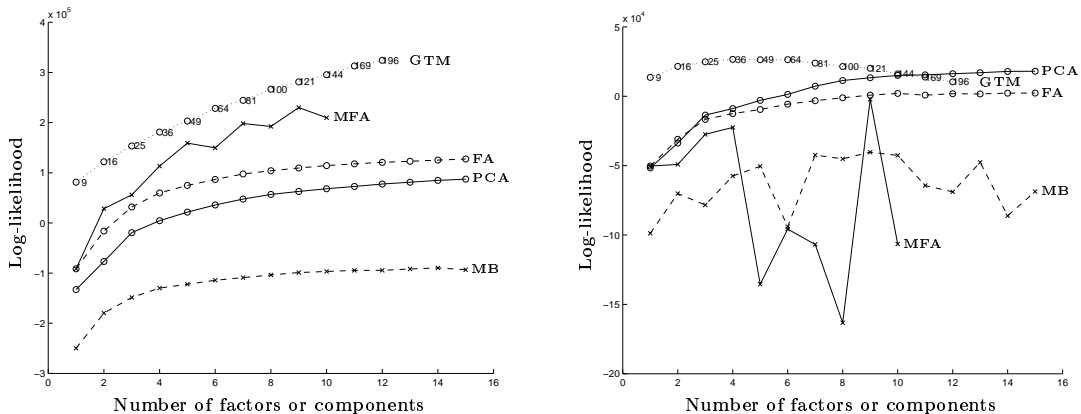 x 10⁵
4
3
2
1
0
−1
−2
−3
0 2 4 6 8 10 12 14 16
Log-likelihood
Number of factors or components
9 16 25 36 49 64 81 100 121 144 169 196 GTM
MFA
FA
PCA
MB
x 10⁴
5
0
−5
−10
−15
−20
0 2 4 6 8 10 12 14 16
Log-likelihood
Number of factors or components
9 16 25 36 49 64 81 100 121 144 169 196 GTM
PCA
FA
MB
MFA